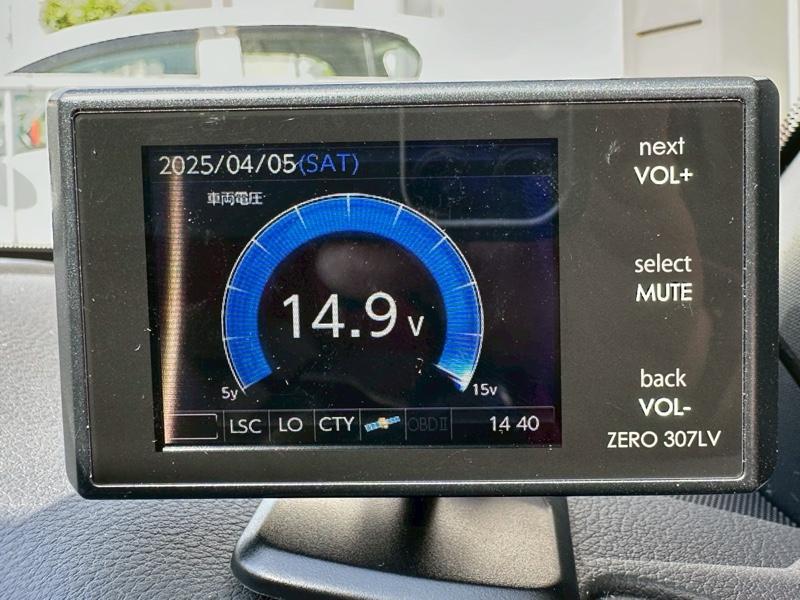 2025/04/05(SAT)
車両電圧
14.9 v
5v
15v
LSC LO CTY OBDⅡ 14 40
next
VOL+
select
MUTE
back
VOL-
ZERO 307LV